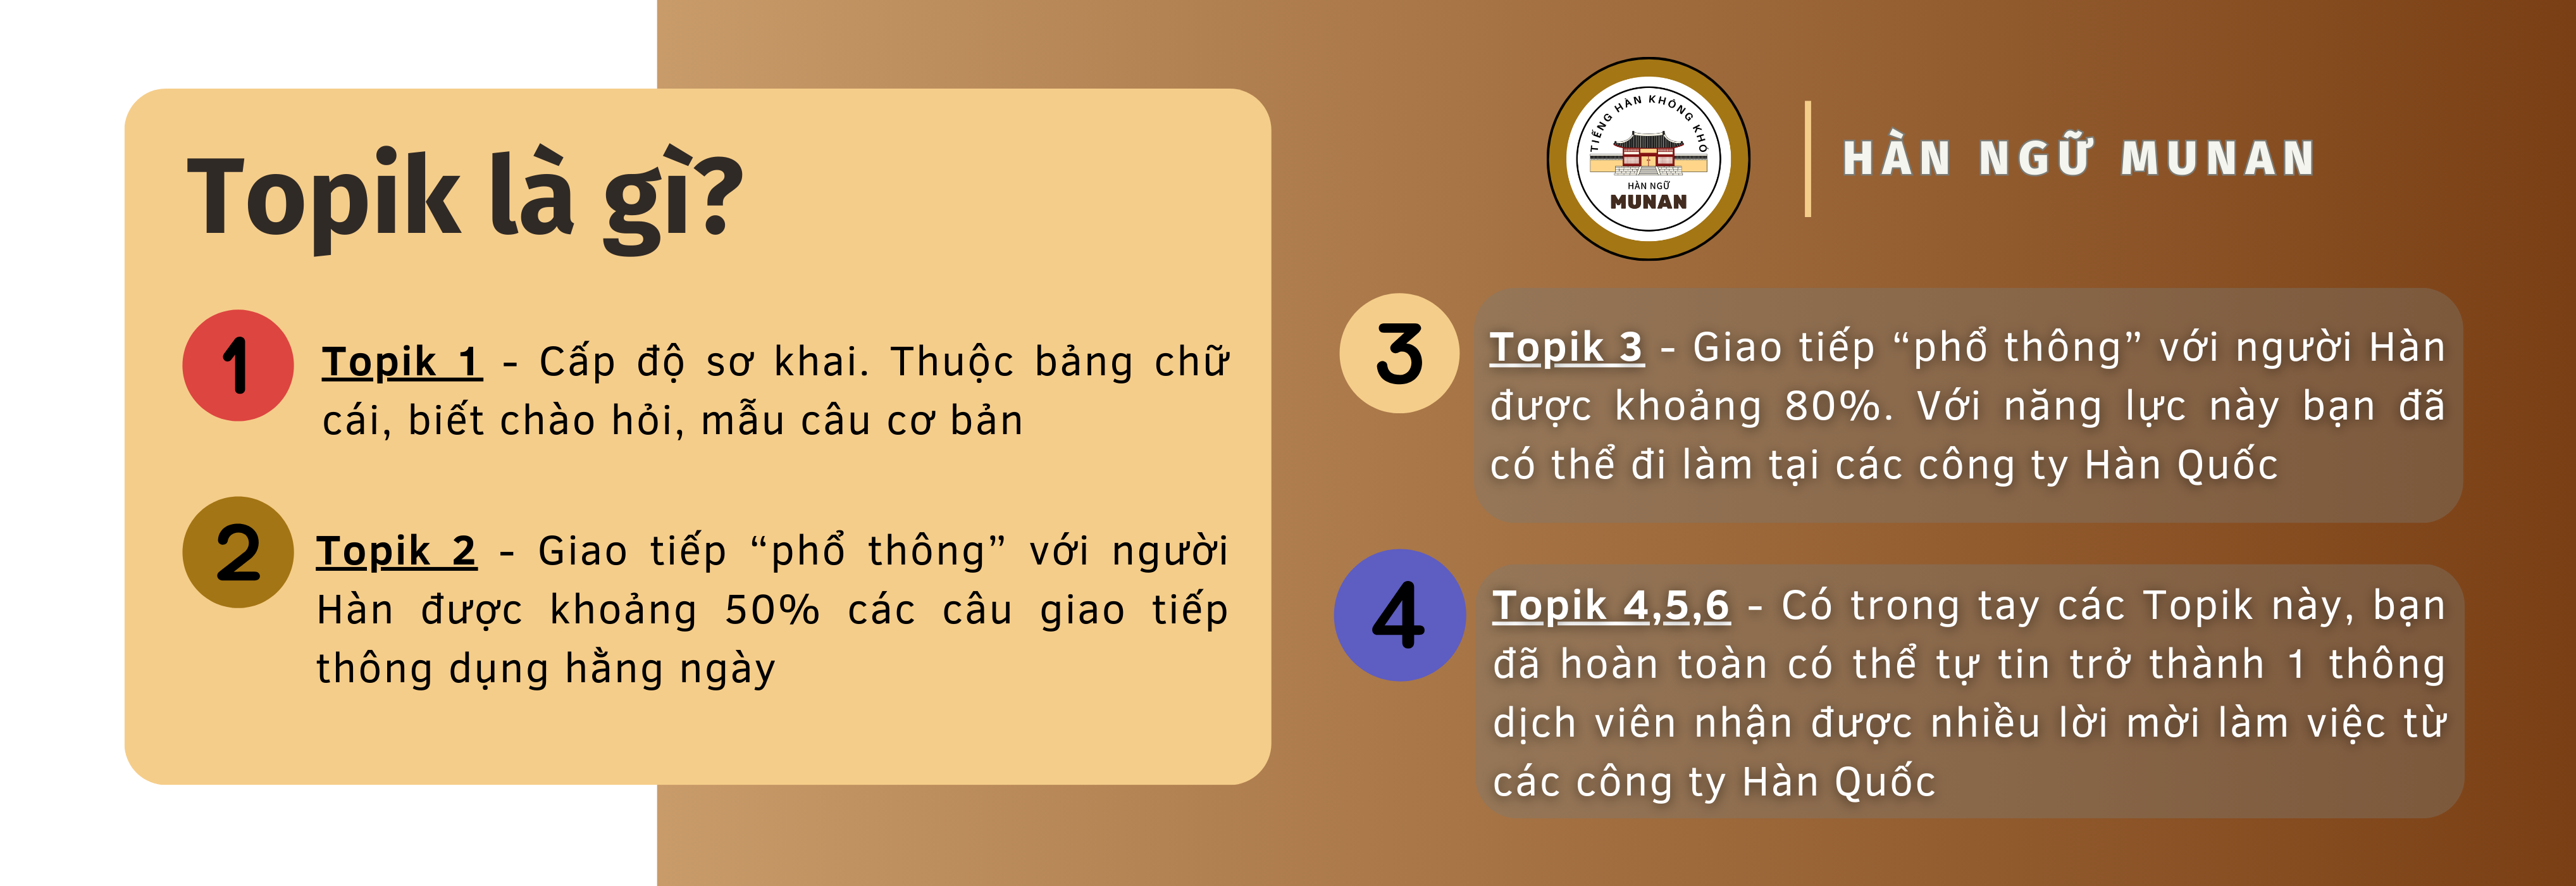 Topik là gì?
1
Topik 1 - Cấp độ sơ khai. Thuộc bảng chữ
cái, biết chào hỏi, mẫu câu cơ bản
2
Topik 2 - Giao tiếp “phổ thông” với người
Hàn được khoảng 50% các câu giao tiếp
thông dụng hằng ngày
TIẾNG HÀN KHÔNG KHÓ
HÀN NGỮ
MUNAN
HÀN NGỮ MUNAN
3
Topik 3 - Giao tiếp “phổ thông” với người Hàn
được khoảng 80%. Với năng lực này bạn đã
có thể đi làm tại các công ty Hàn Quốc
4
Topik 4,5,6 - Có trong tay các Topik này, bạn
đã hoàn toàn có thể tự tin trở thành 1 thông
dịch viên nhận được nhiều lời mời làm việc từ
các công ty Hàn Quốc